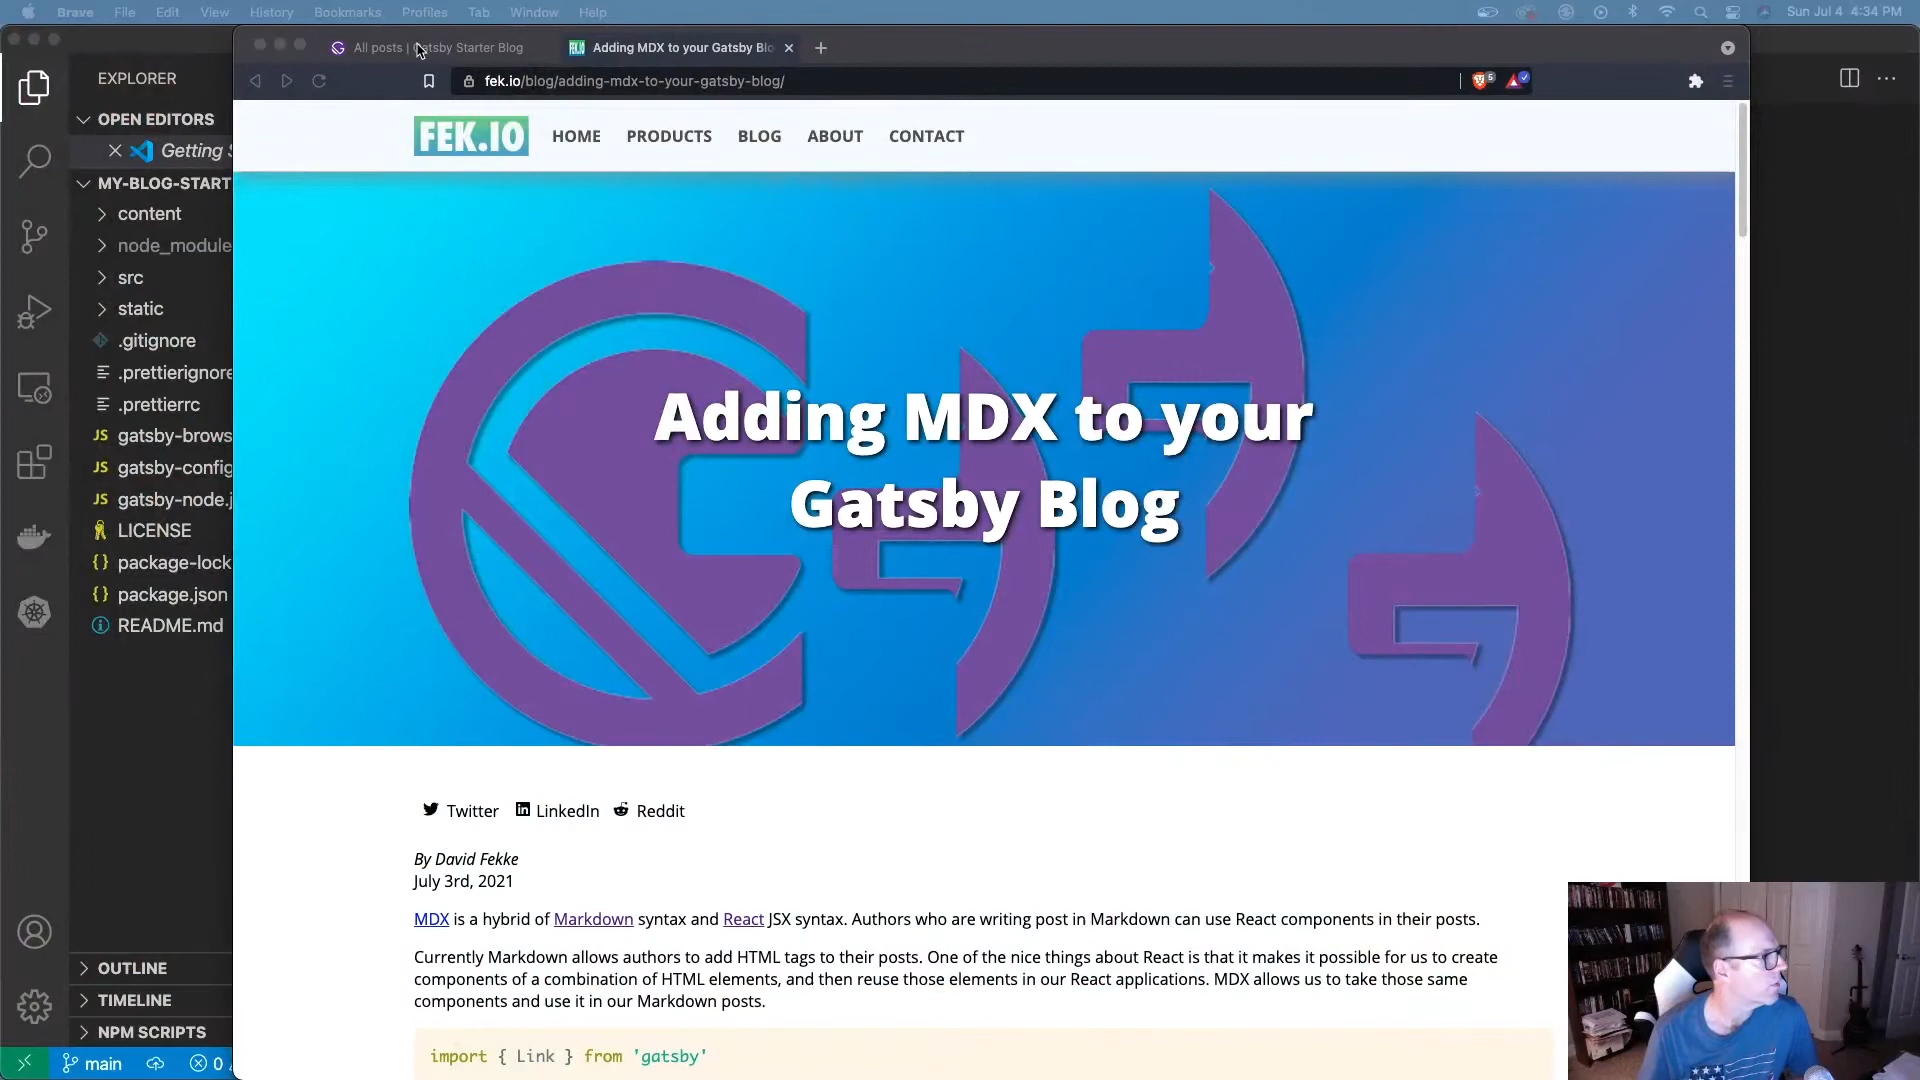 Brave File Edit View History Bookmarks Profiles Tab Window Help Sun Jul 4 4:34 PM
All posts | Gatsby Starter Blog
Adding MDX to your Gatsby Blo
fek.io/blog/adding-mdx-to-your-gatsby-blog/
5
EXPLORER
OPEN EDITORS
Getting S
MY-BLOG-START
content
node_module
src
static
.gitignore
.prettierignore
.prettierrc
JS gatsby-brows
JS gatsby-config
JS gatsby-node.j
LICENSE
{} package-lock
{} package.json
README.md
OUTLINE
TIMELINE
NPM SCRIPTS
main 0
FEK.IO HOME PRODUCTS BLOG ABOUT CONTACT
Adding MDX to your
Gatsby Blog
Twitter LinkedIn Reddit
By David Fekke
July 3rd, 2021
MDX is a hybrid of Markdown syntax and React JSX syntax. Authors who are writing post in Markdown can use React components in their posts.
Currently Markdown allows authors to add HTML tags to their posts. One of the nice things about React is that it makes it possible for us to create
components of a combination of HTML elements, and then reuse those elements in our React applications. MDX allows us to take those same
components and use it in our Markdown posts.
import { Link } from 'gatsby'